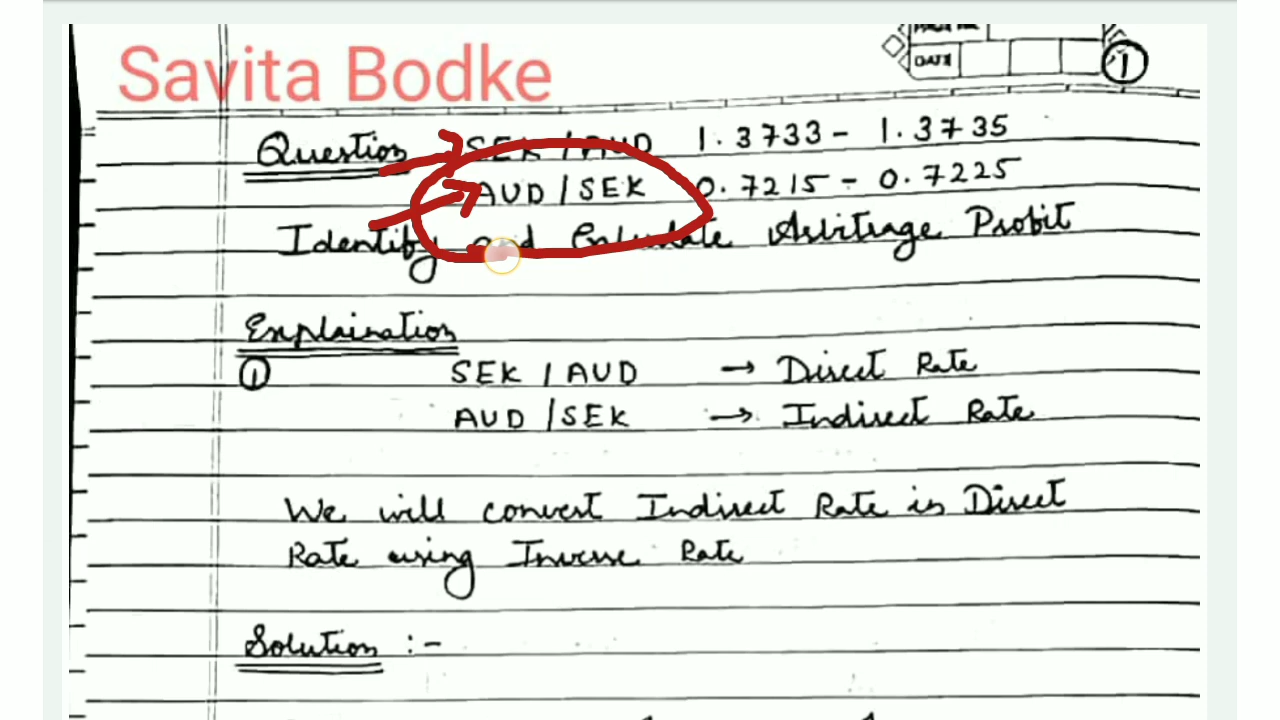 Savita Bodke
DATE
1
Question SEK / AUD 1.3733 - 1.3735
AUD / SEK 0.7215 - 0.7225
Identify and Calculate Arbitrage Profit
Explaination
① SEK / AUD → Direct Rate
AUD / SEK → Indirect Rate
We will convert Indirect Rate in Direct
Rate using Inverse Rate
Solution :-